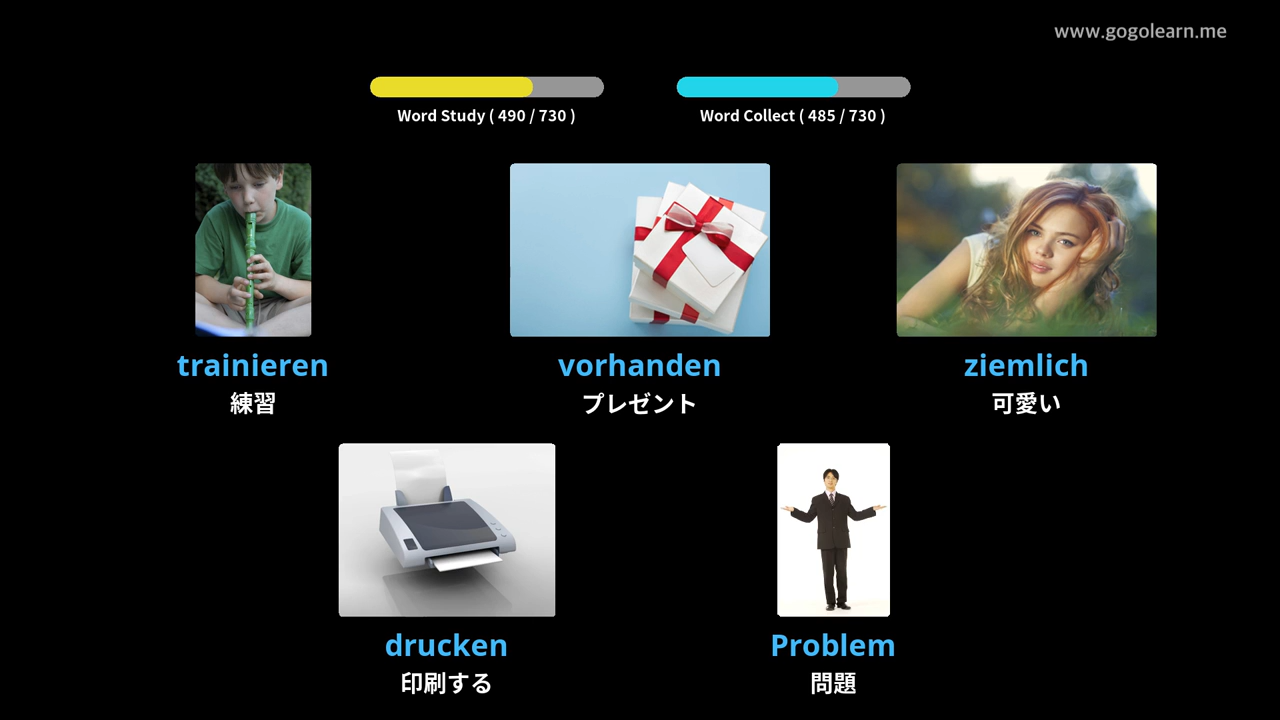 www.gogolearn.me
Word Study ( 490 / 730 )
Word Collect ( 485 / 730 )
trainieren
練習
vorhanden
プレゼント
ziemlich
可愛い
drucken
印刷する
Problem
問題